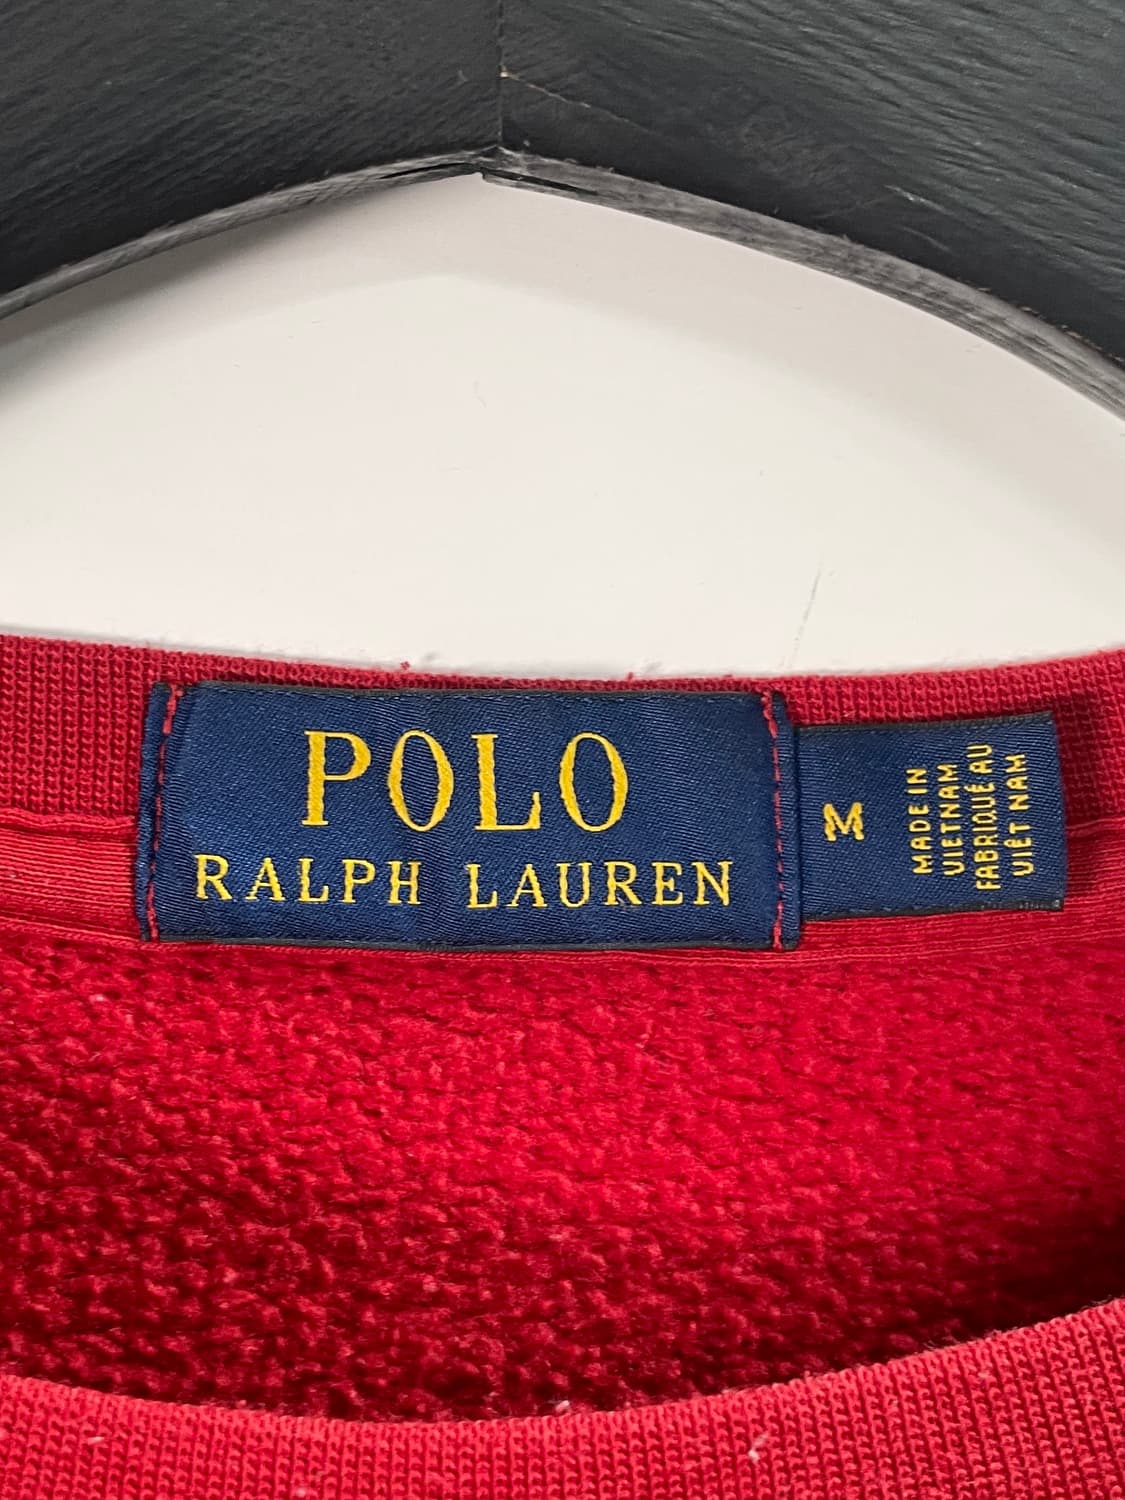 POLO
RALPH LAUREN
M
MADE IN
VIETNAM
FABRIQUÉ AU
VIÊT NAM